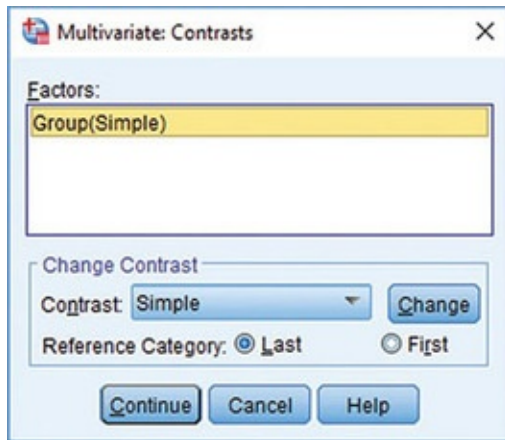 Multivariate: Contrasts
Factors:
Group(Simple)
Change Contrast
Contrast: Simple Change
Reference Category: Last First
Continue Cancel Help